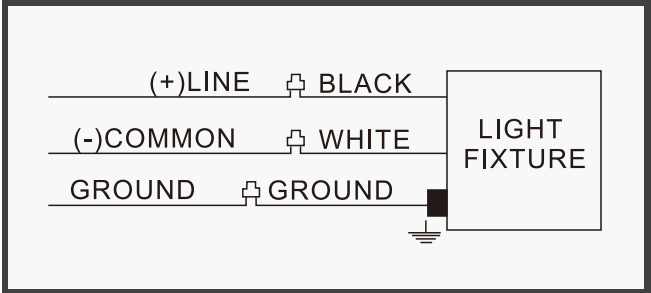 (+)LINE BLACK
(-)COMMON WHITE
GROUND GROUND
LIGHT
FIXTURE